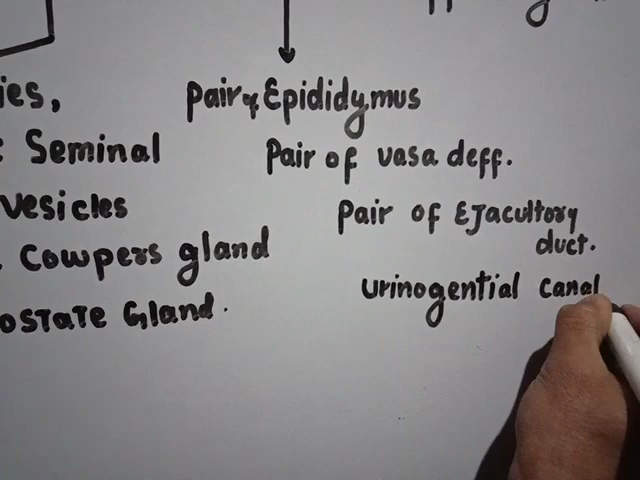 ies,
: Seminal
vesicles
. Cowpers gland
ostate Gland.
pair of Epididymus
Pair of vasa deff.
pair of Ejacultory
duct.
urinogential canal